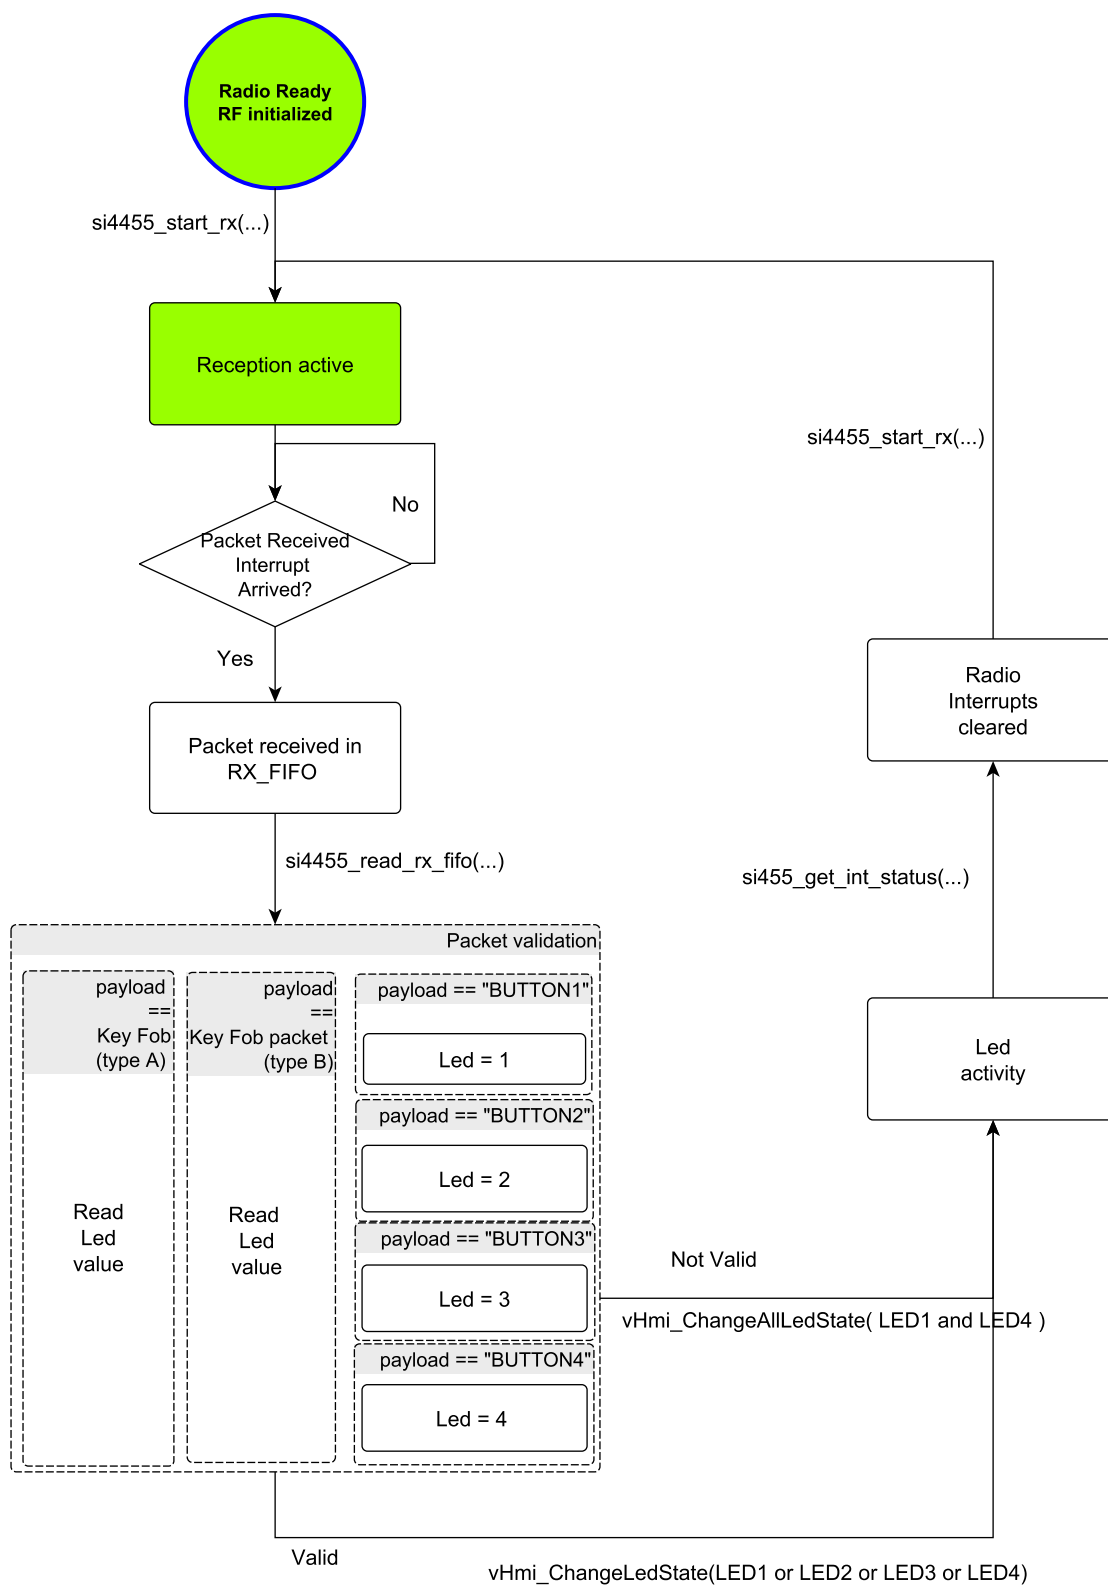 Radio Ready
RF initialized
si4455_start_rx(...)
Reception active
si4455_start_rx(...)
No
Packet Received
Interrupt
Arrived?
Yes
Radio
Interrupts
cleared
Packet received in
RX_FIFO
si4455_read_rx_fifo(...)
si455_get_int_status(...)
Packet validation
payload
==
Key Fob
(type A)
Read
Led
value
payload
==
Key Fob packet
(type B)
Read
Led
value
payload == "BUTTON1"
Led = 1
payload == "BUTTON2"
Led = 2
payload == "BUTTON3"
Led = 3
payload == "BUTTON4"
Led = 4
Led
activity
Not Valid
vHmi_ChangeAllLedState( LED1 and LED4 )
Valid
vHmi_ChangeLedState(LED1 or LED2 or LED3 or LED4)